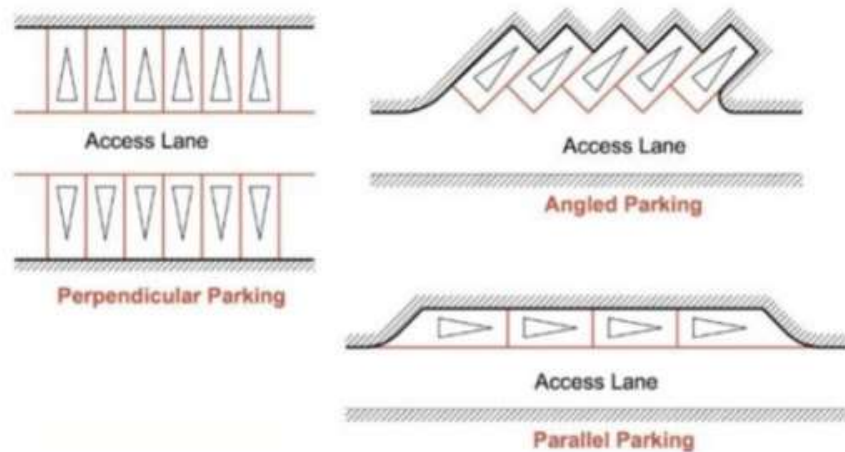 Access Lane
Perpendicular Parking
Access Lane
Angled Parking
Access Lane
Parallel Parking